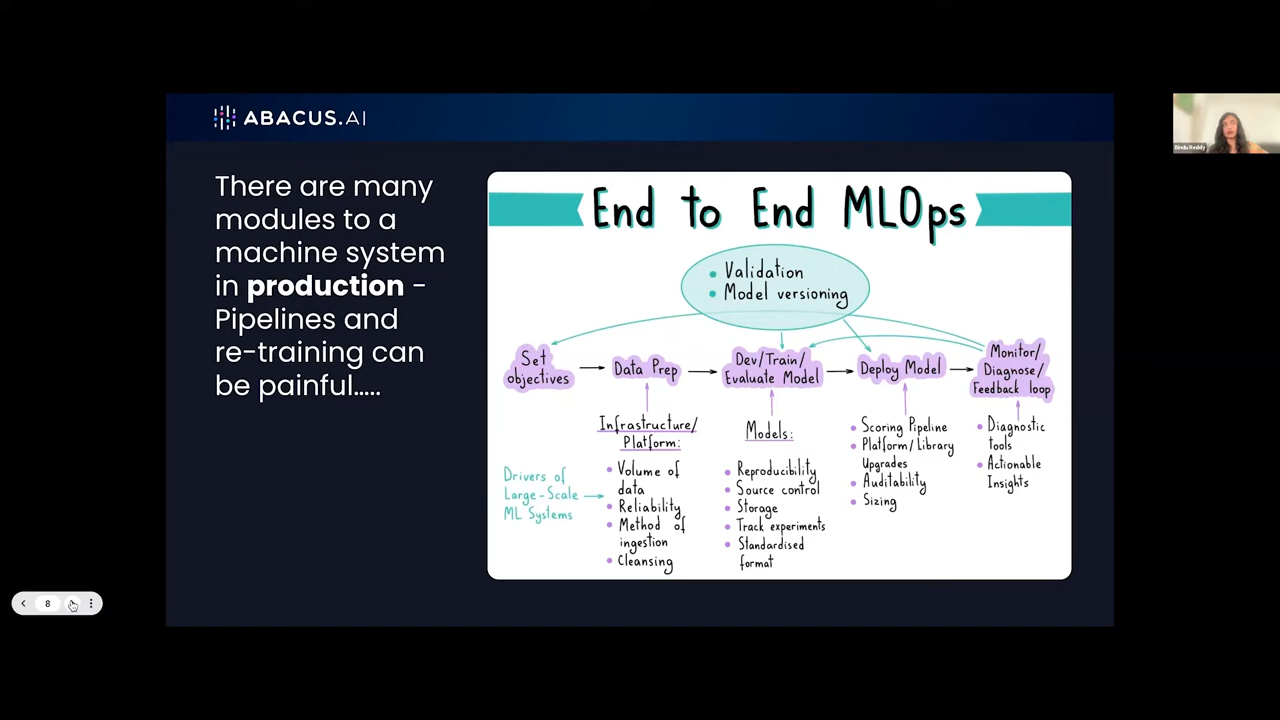 ABACUS.AI
Bindu Reddy
There are many
modules to a
machine system
in production -
Pipelines and
re-training can
be painful.....
End to End MLOps
Validation
Model versioning
Set
objectives
Data Prep
Dev/Train/
Evaluate Model
Deploy Model
Monitor/
Diagnose/
Feedback loop
Drivers of
Large-Scale
ML Systems
Infrastructure/
Platform:
Volume of
data
Reliability
Method of
ingestion
Cleansing
Models:
Reproducibility
Source control
Storage
Track experiments
Standardised
format
Scoring Pipeline
Platform/Library
Upgrades
Auditability
Sizing
Diagnostic
tools
Actionable
Insights
8